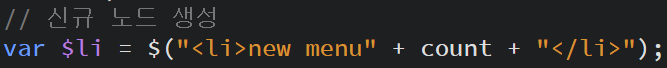 // 신규 노드 생성
var $li = $("<li>new menu" + count + "</li>");